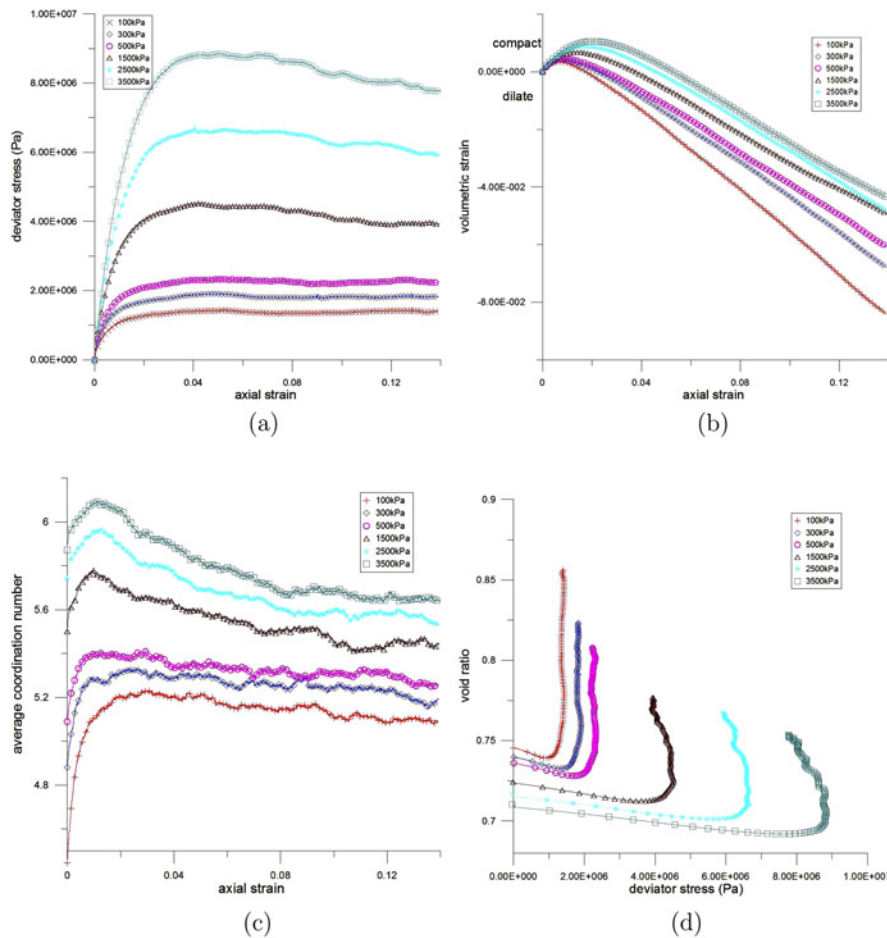 1.00E+007
8.00E+006
6.00E+006
4.00E+006
2.00E+006
0.00E+000
deviator stress (Pa)
100kPa
300kPa
500kPa
1500kPa
2500kPa
3500kPa
0
0.04
0.08
0.12
axial strain
(a)
compact
0.00E+000
dilate
-4.00E-002
-8.00E-002
volumetric strain
100kPa
300kPa
500kPa
1500kPa
2500kPa
3500kPa
0
0.04
0.08
0.12
axial strain
(b)
6
5.6
5.2
4.8
average coordination number
100kPa
300kPa
500kPa
1500kPa
2500kPa
3500kPa
0
0.04
0.08
0.12
axial strain
(c)
0.9
0.85
0.8
0.75
0.7
void ratio
100kPa
300kPa
500kPa
1500kPa
2500kPa
3500kPa
0.00E+000 2.00E+006 4.00E+006 6.00E+006 8.00E+006 1.00E+007
deviator stress (Pa)
(d)